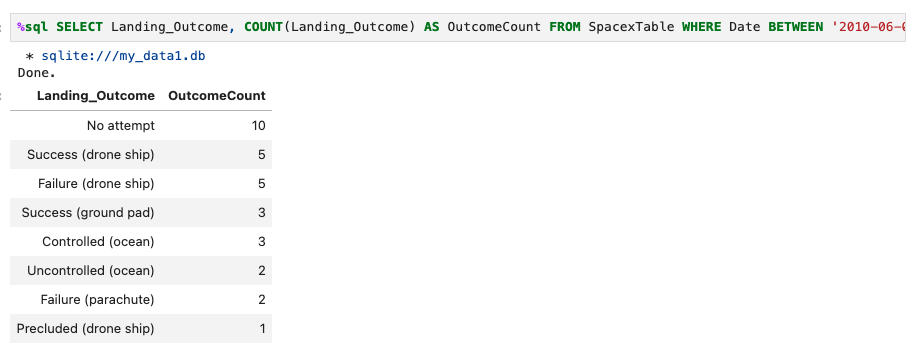 %sql SELECT Landing_Outcome, COUNT(Landing_Outcome) AS OutcomeCount FROM SpacexTable WHERE Date BETWEEN '2010-06-
* sqlite:///my_data1.db
Done.
Landing_Outcome OutcomeCount
No attempt 10
Success (drone ship) 5
Failure (drone ship) 5
Success (ground pad) 3
Controlled (ocean) 3
Uncontrolled (ocean) 2
Failure (parachute) 2
Precluded (drone ship) 1